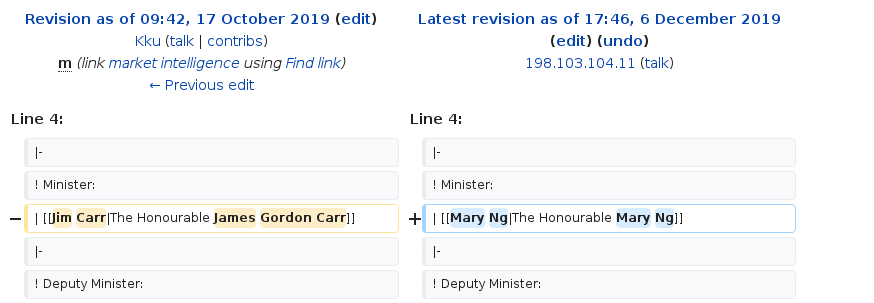 Revision as of 09:42, 17 October 2019 (edit)
Kku (talk | contribs)
m (link market intelligence using Find link)
← Previous edit
Latest revision as of 17:46, 6 December 2019
(edit) (undo)
198.103.104.11 (talk)
Line 4:
Line 4:
|-
|-
! Minister:
! Minister:
− | [[Jim Carr|The Honourable James Gordon Carr]]
+ | [[Mary Ng|The Honourable Mary Ng]]
|-
|-
! Deputy Minister:
! Deputy Minister: